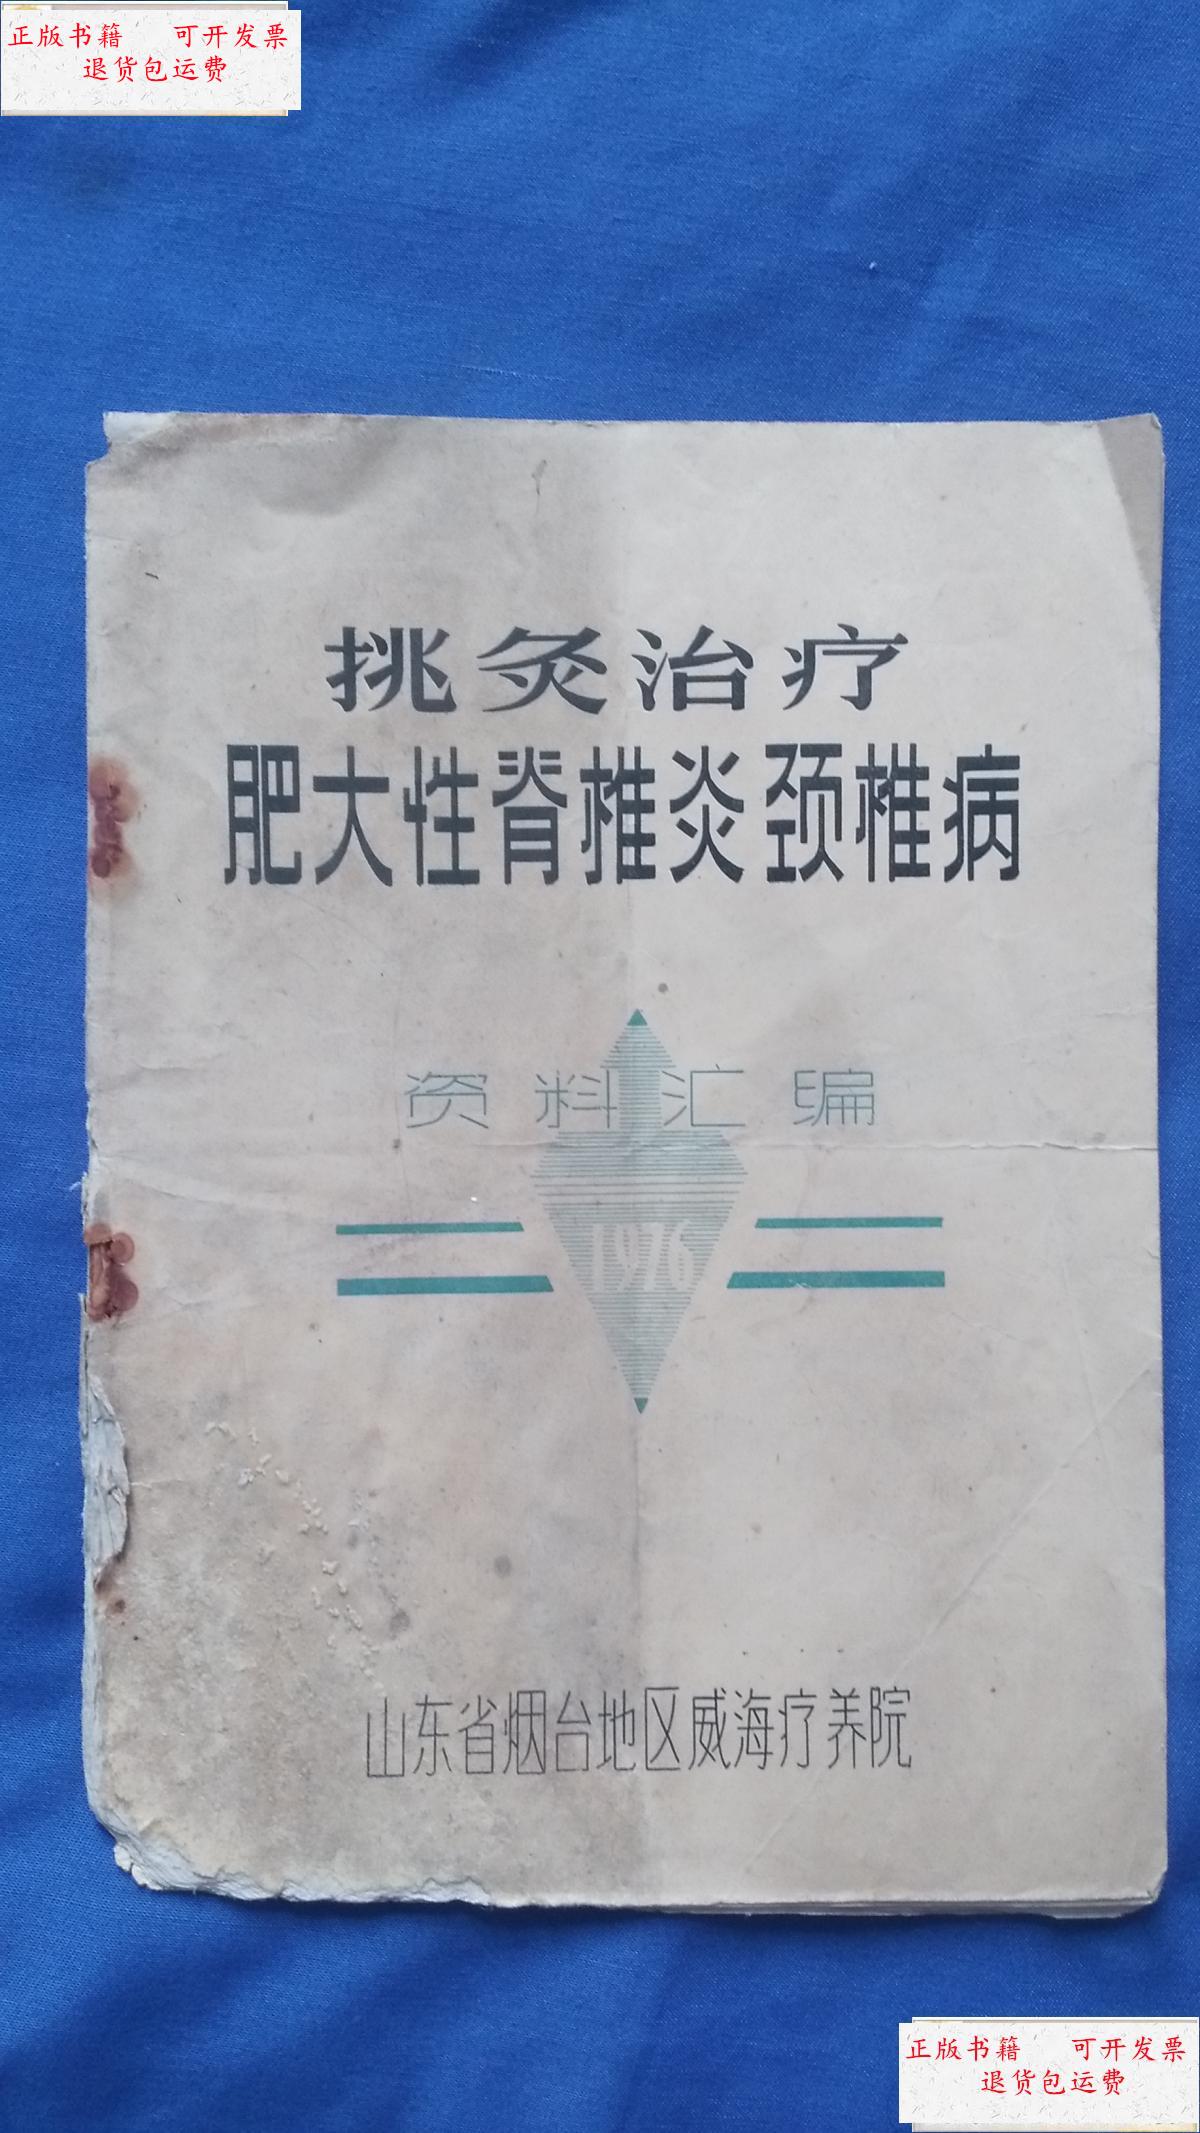 正版书籍 可开发票
退货包运费
挑灸治疗
肥大性脊椎炎颈椎病
资料汇编
1976
山东省烟台地区威海疗养院
正版书籍 可开发票
退货包运费